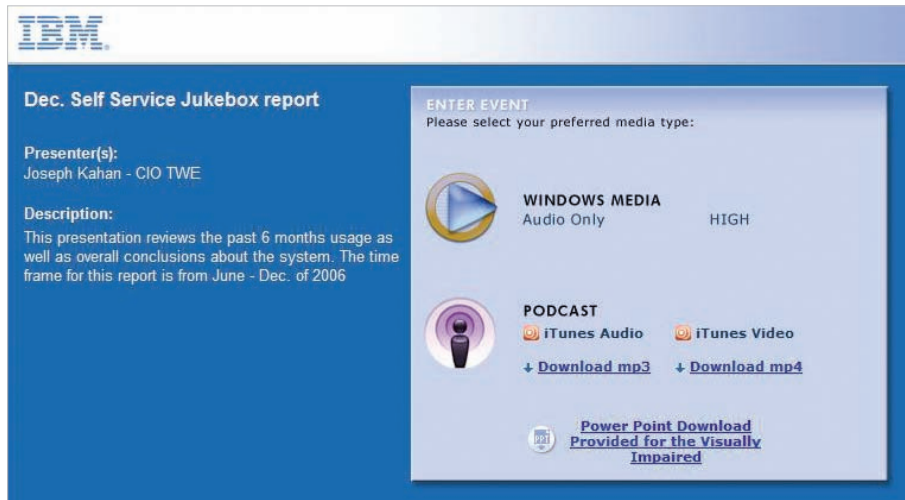 IBM.
Dec. Self Service Jukebox report
Presenter(s):
Joseph Kahan - CIO TWE
Description:
This presentation reviews the past 6 months usage as
well as overall conclusions about the system. The time
frame for this report is from June - Dec. of 2006
ENTER EVENT
Please select your preferred media type:
WINDOWS MEDIA
Audio Only HIGH
PODCAST
iTunes Audio iTunes Video
Download mp3 Download mp4
PPT
Power Point Download
Provided for the Visually
Impaired